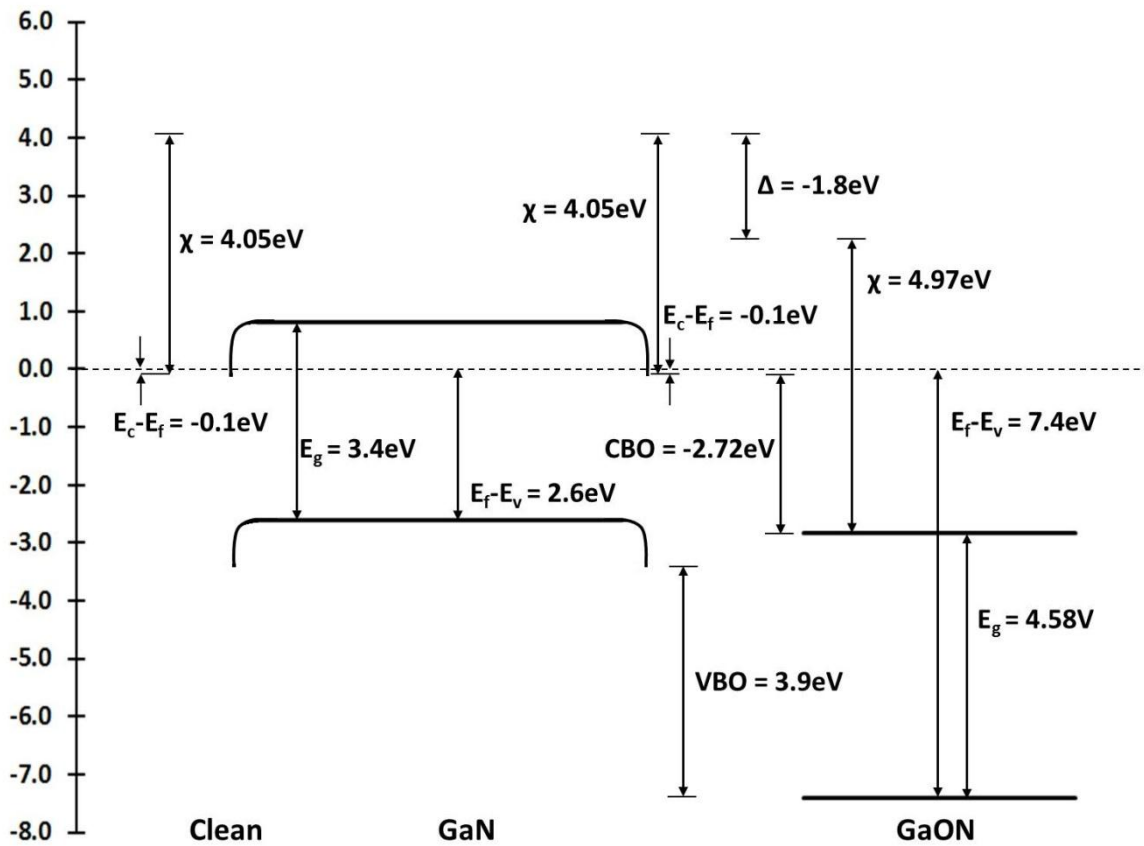 6.0
5.0
4.0
3.0
2.0
1.0
0.0
-1.0
-2.0
-3.0
-4.0
-5.0
-6.0
-7.0
-8.0
χ = 4.05eV
E_c-E_f = -0.1eV
E_g = 3.4eV
E_f-E_v = 2.6eV
χ = 4.05eV
E_c-E_f = -0.1eV
Δ = -1.8eV
χ = 4.97eV
CBO = -2.72eV
E_f-E_v = 7.4eV
E_g = 4.58V
VBO = 3.9eV
Clean
GaN
GaON